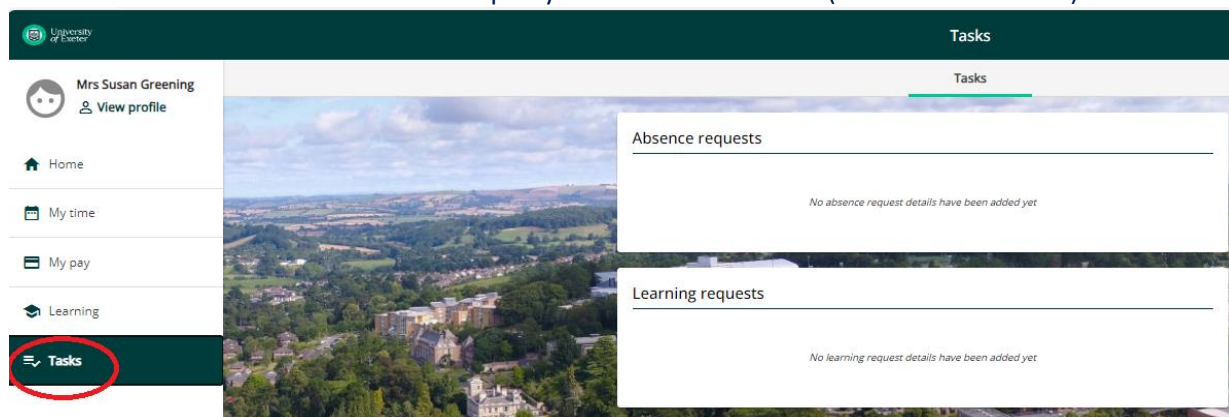 University
of Exeter
Tasks
Mrs Susan Greening
View profile
Tasks
Home
My time
My pay
Learning
Tasks
Absence requests
No absence request details have been added yet
Learning requests
No learning request details have been added yet